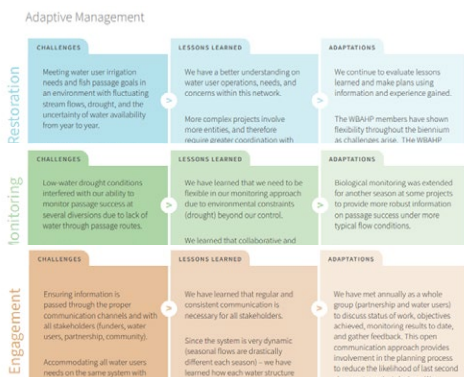 Adaptive Management
Restoration
CHALLENGES
Meeting water user irrigation
needs and fish passage goals in
an environment with fluctuating
stream flows, drought, and the
uncertainty of water availability
from year to year.
LESSONS LEARNED
We have a better understanding on
water user operations, needs, and
concerns within this network.
More complex projects involve
more entities, and therefore
require greater coordination with
ADAPTATIONS
We continue to evaluate lessons
learned and make plans using
information and experience gained.
The WBAHP members have shown
flexibility throughout the biennium
as challenges arise. The WBAHP
Monitoring
CHALLENGES
Low-water drought conditions
interfered with our ability to
monitor passage success at
several diversions due to lack of
water through passage routes.
LESSONS LEARNED
We have learned that we need to be
flexible in our monitoring approach
due to environmental constraints
(drought) beyond our control.
We learned that collaborative and
ADAPTATIONS
Biological monitoring was extended
for another season at some projects
to provide more robust information
on passage success under more
typical flow conditions.
Engagement
CHALLENGES
Ensuring information is
passed through the proper
communication channels and with
all stakeholders (funders, water
users, partnership, community).
Accommodating all water users
needs on the same system with
LESSONS LEARNED
We have learned that regular and
consistent communication is
necessary for all stakeholders.
Since the system is very dynamic
(seasonal flows are drastically
different each season) – we have
learned how each water structure
ADAPTATIONS
We have met annually as a whole
group (partnership and water users)
to discuss status of work, objectives
achieved, monitoring results to date,
and gather feedback. This open
communication approach provides
involvement in the planning process
to reduce the likelihood of last second